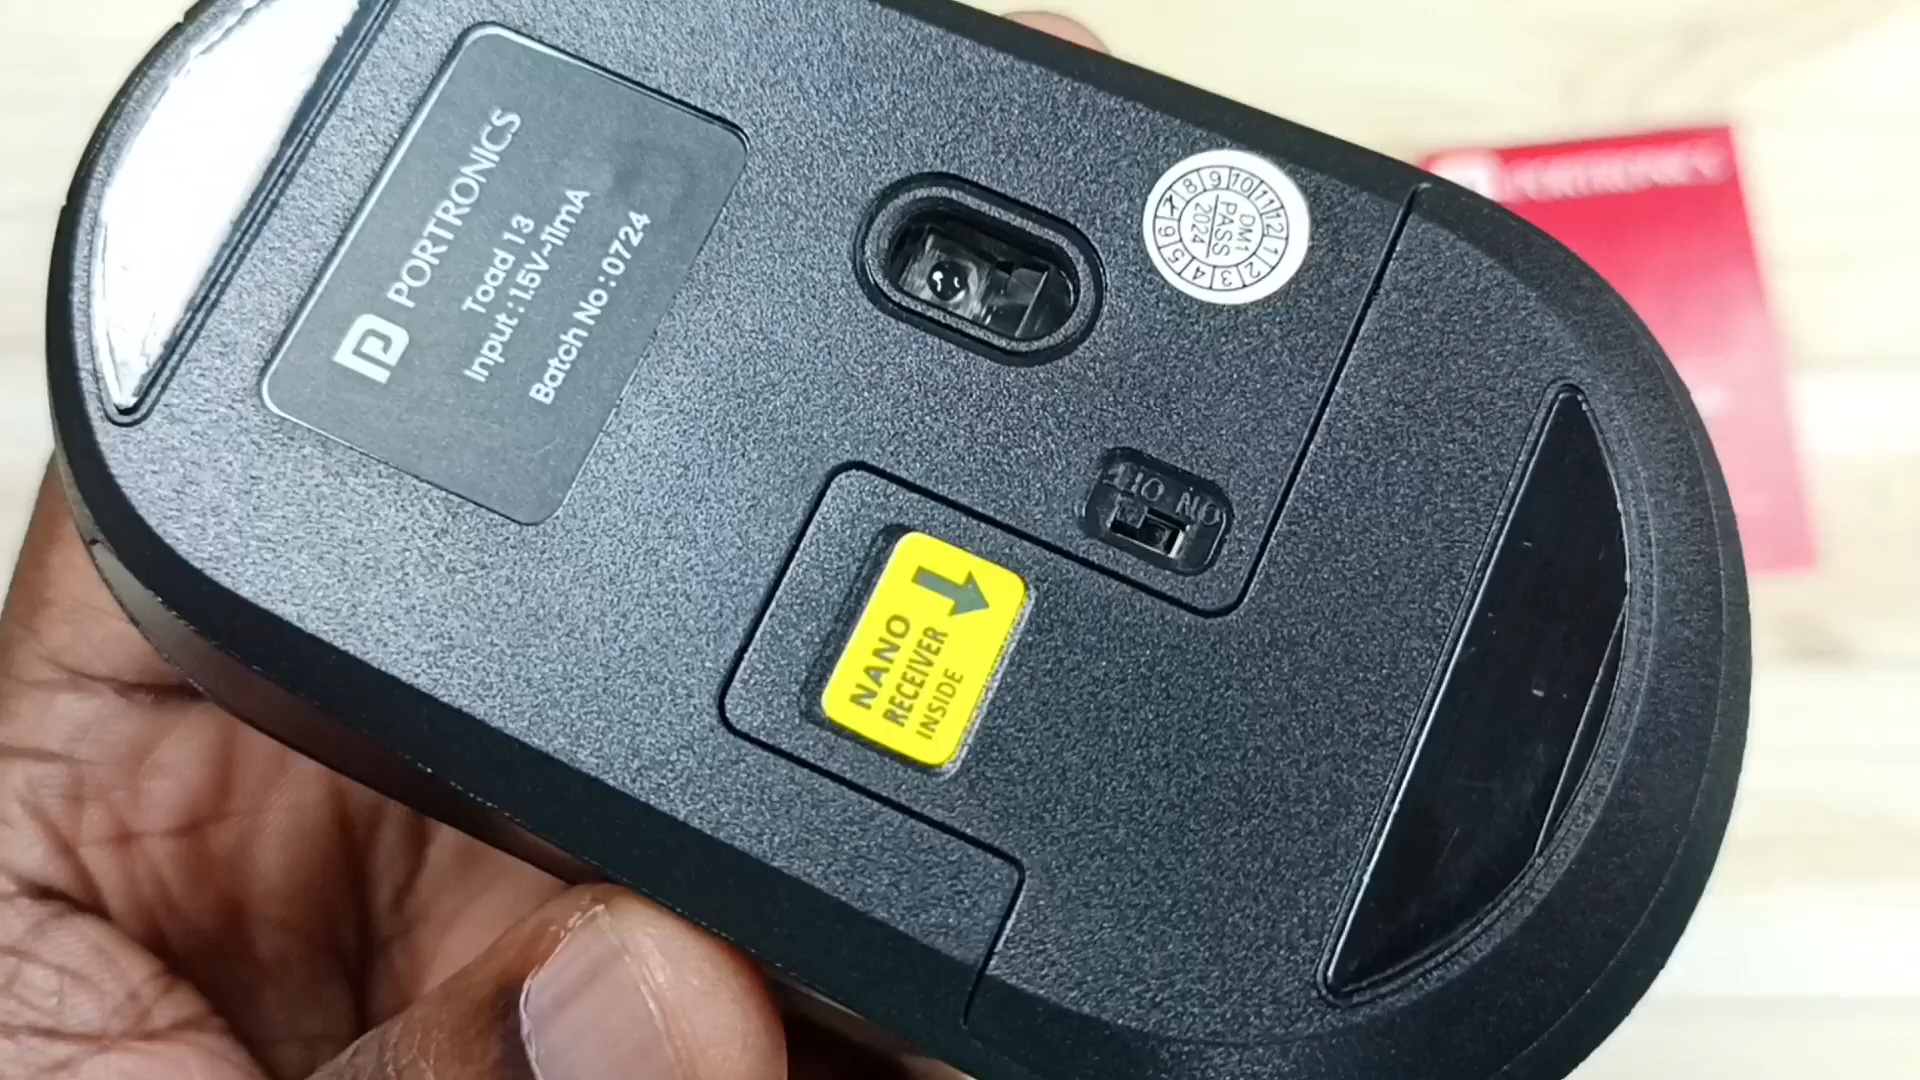 PORTRONICS
Toad 13
Input : 1.5V⎓11mA
Batch No : 0724
DM1
PASS
2024
1 2 3 4 5 6 7 8 9 10 11 12
OFF ON
NANO
RECEIVER
INSIDE
PORTRONICS